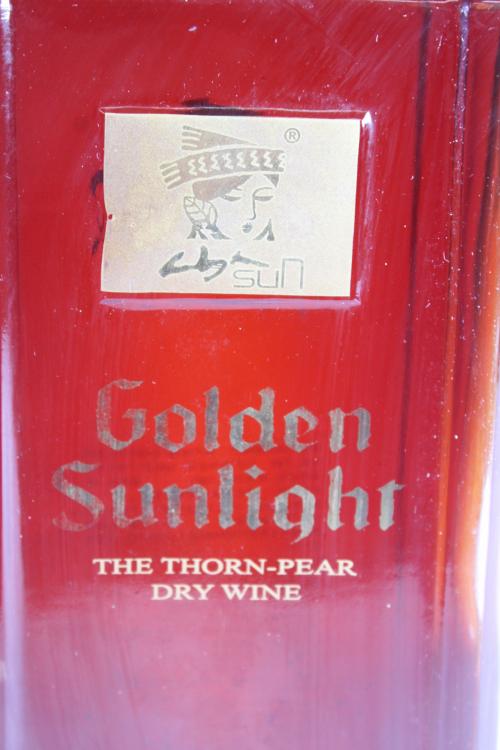 ®
sun
Golden
Sunlight
THE THORN-PEAR
DRY WINE